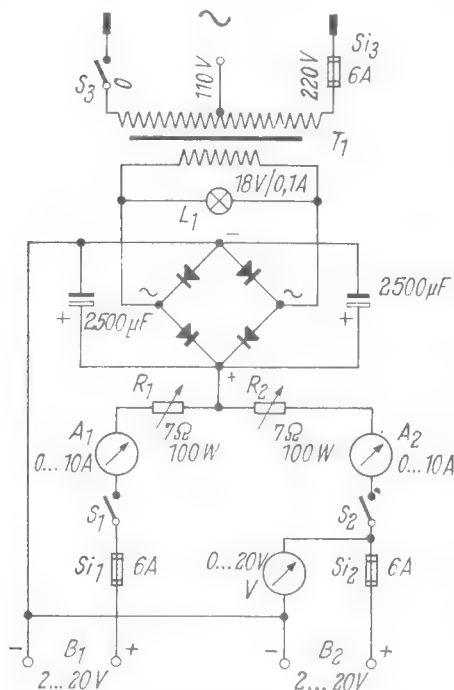 ~
S3
0
110V
220V
Si3
6A
T1
18V/0,1A
L1
−
~
~
+
2500µF
+
2500µF
+
R1
R2
7Ω
100W
7Ω
100W
A1
0...10A
A2
0...10A
S1
S2
Si1
6A
0...20V
V
Si2
6A
−
B1
+
2...20V
−
B2
+
2...20V